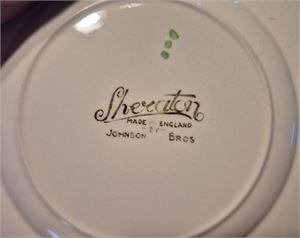 Sheraton
MADE IN ENGLAND
BY
JOHNSON BROS